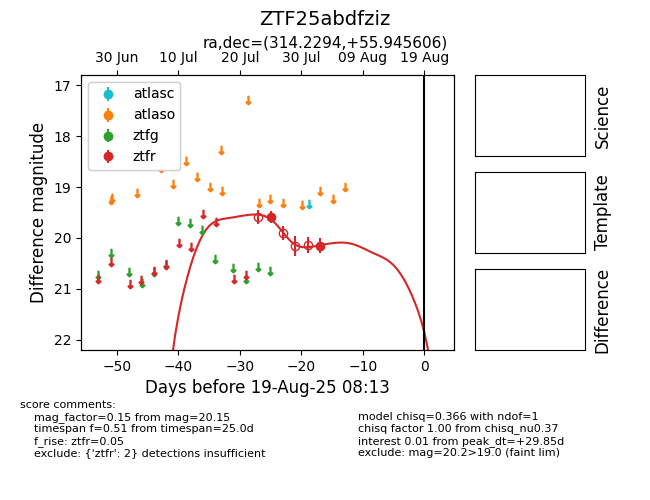 ZTF25abdfziz
ra,dec=(314.2294,+55.945606)
30 Jun 10 Jul 20 Jul 30 Jul 09 Aug 19 Aug
17
18
19
20
21
22
Difference magnitude
atlasc
atlaso
ztfg
ztfr
−50 −40 −30 −20 −10 0
Days before 19-Aug-25 08:13
Science
Template
Difference
score comments:
mag_factor=0.15 from mag=20.15
timespan f=0.51 from timespan=25.0d
f_rise: ztfr=0.05
exclude: {'ztfr': 2} detections insufficient
model chisq=0.366 with ndof=1
chisq factor 1.00 from chisq_nu0.37
interest 0.01 from peak_dt=+29.85d
exclude: mag=20.2>19.0 (faint lim)